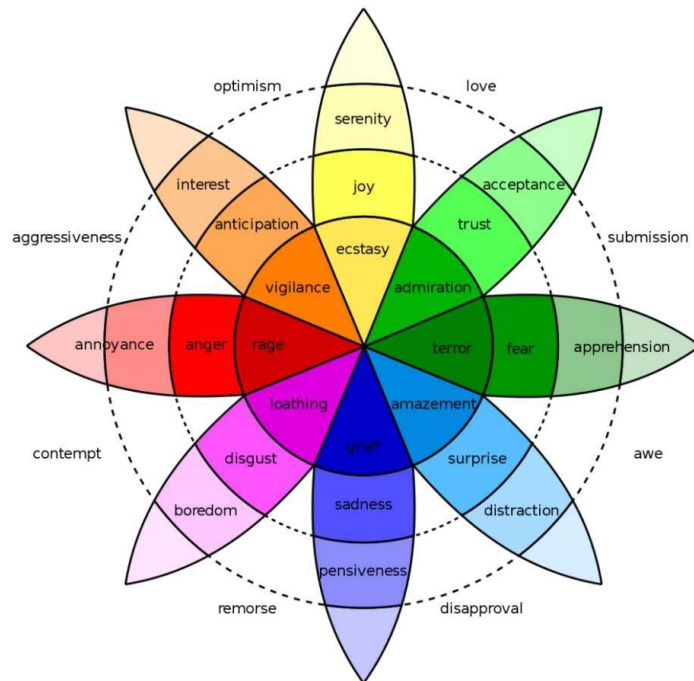 optimism
love
serenity
interest
acceptance
joy
anticipation
trust
aggressiveness
submission
ecstasy
vigilance
admiration
annoyance
anger
rage
terror
fear
apprehension
loathing
amazement
grief
contempt
disgust
surprise
awe
sadness
boredom
distraction
pensiveness
remorse
disapproval